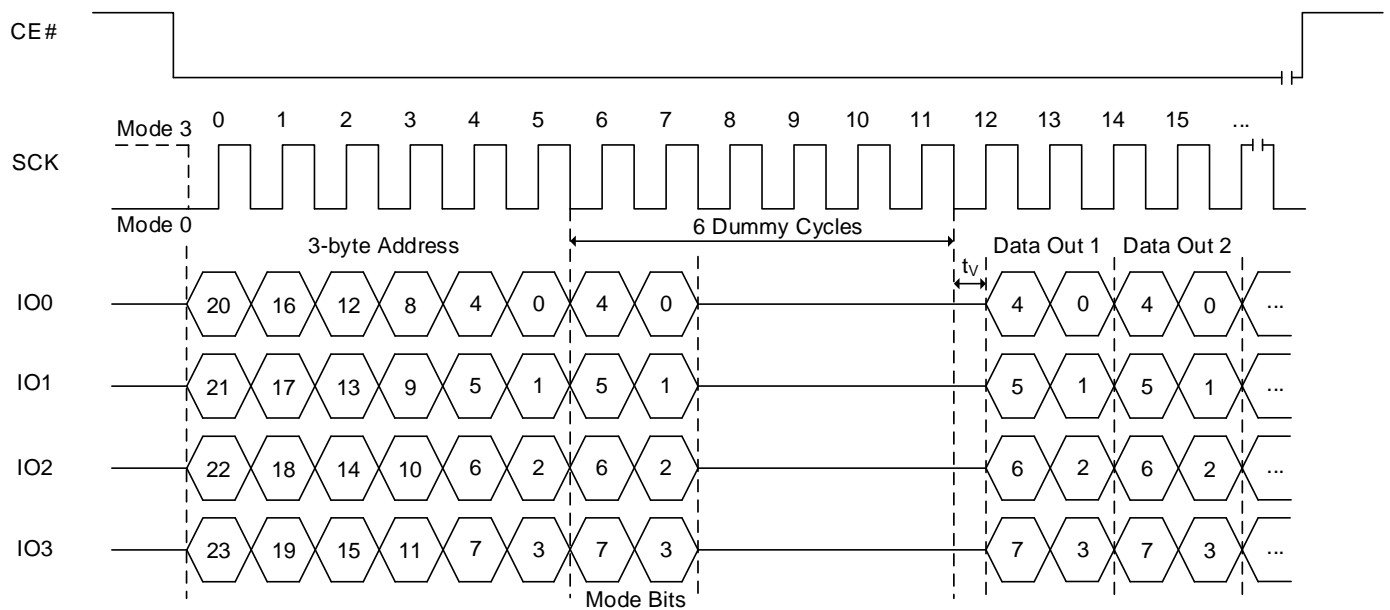 CE#
Mode 3 0 1 2 3 4 5 6 7 8 9 10 11 12 13 14 15 ...
SCK
Mode 0
6 Dummy Cycles
3-byte Address Data Out 1 Data Out 2
tV
IO0 20 16 12 8 4 0 4 0 4 0 4 0 ...
IO1 21 17 13 9 5 1 5 1 5 1 5 1 ...
IO2 22 18 14 10 6 2 6 2 6 2 6 2 ...
IO3 23 19 15 11 7 3 7 3 7 3 7 3 ...
Mode Bits